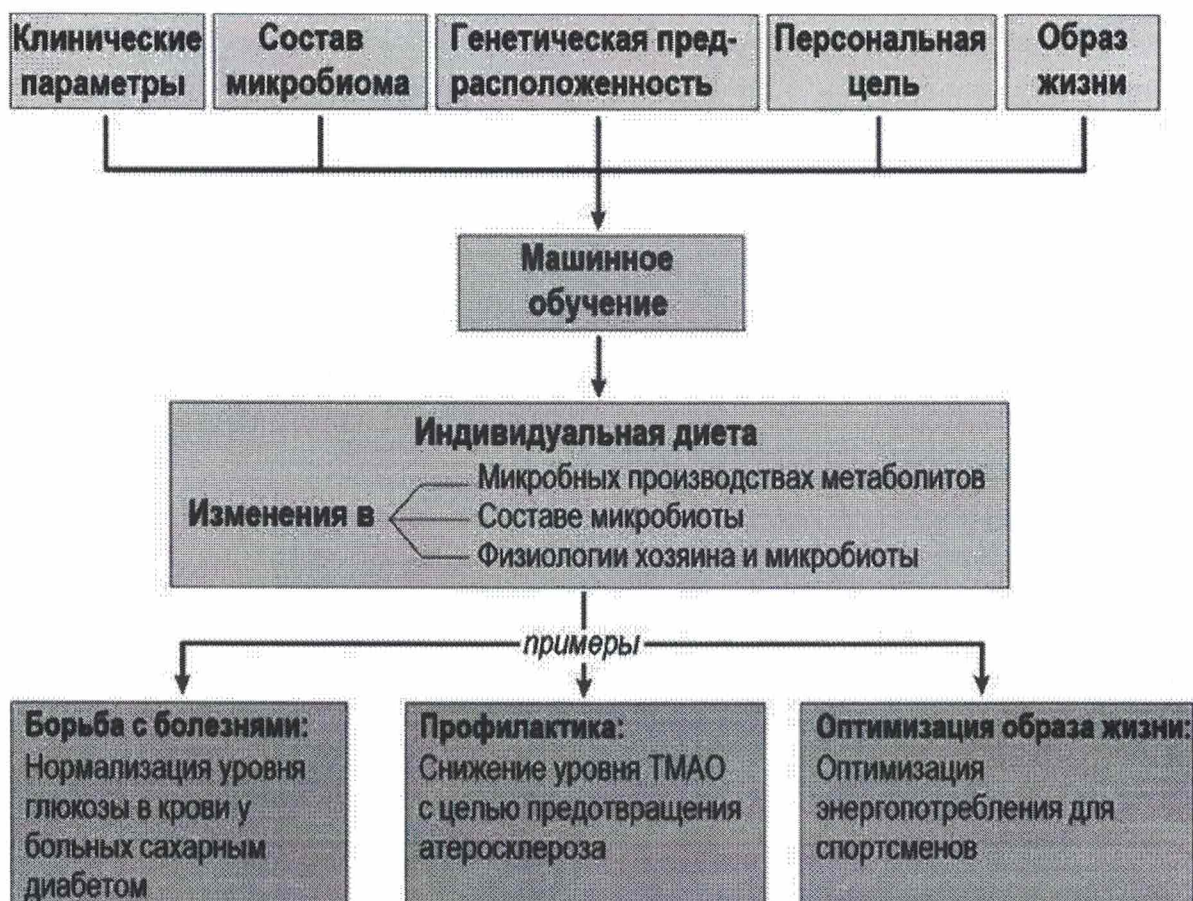 Клинические
параметры
Состав
микробиома
Генетическая пред-
расположенность
Персональная
цель
Образ
жизни
Машинное
обучение
Индивидуальная диета
Изменения в
Микробных производствах метаболитов
Составе микробиоты
Физиологии хозяина и микробиоты
примеры
Борьба с болезнями:
Нормализация уровня
глюкозы в крови у
больных сахарным
диабетом
Профилактика:
Снижение уровня ТМАО
с целью предотвращения
атеросклероза
Оптимизация образа жизни:
Оптимизация
энергопотребления для
спортсменов